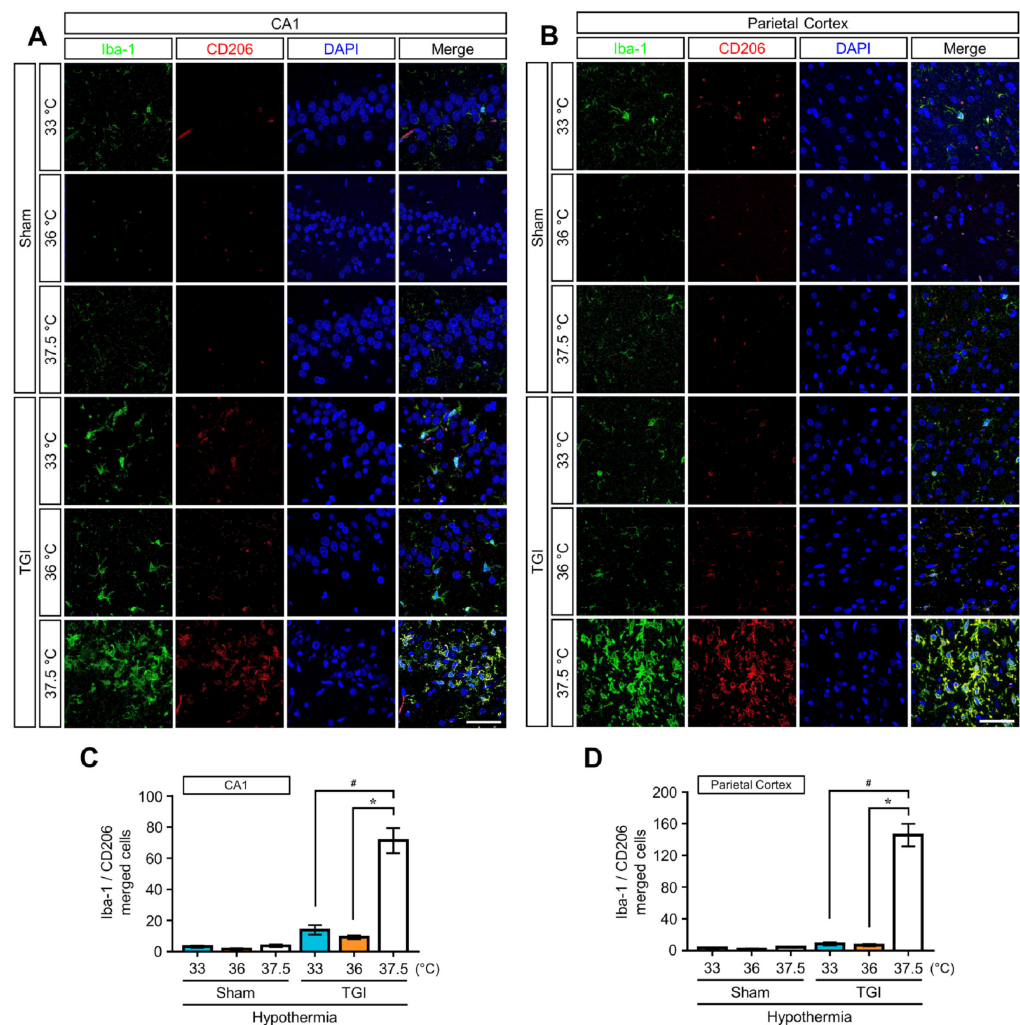 A
CA1
Iba-1 CD206 DAPI Merge
Sham
33 °C
36 °C
37.5 °C
TGI
33 °C
36 °C
37.5 °C
B
Parietal Cortex
Iba-1 CD206 DAPI Merge
Sham
33 °C
36 °C
37.5 °C
TGI
33 °C
36 °C
37.5 °C
C
CA1
Iba-1 / CD206
merged cells
100
80
60
40
20
0
#
*
33 36 37.5 33 36 37.5 (°C)
Sham TGI
Hypothermia
D
Parietal Cortex
Iba-1 / CD206
merged cells
200
160
120
80
40
0
#
*
33 36 37.5 33 36 37.5 (°C)
Sham TGI
Hypothermia